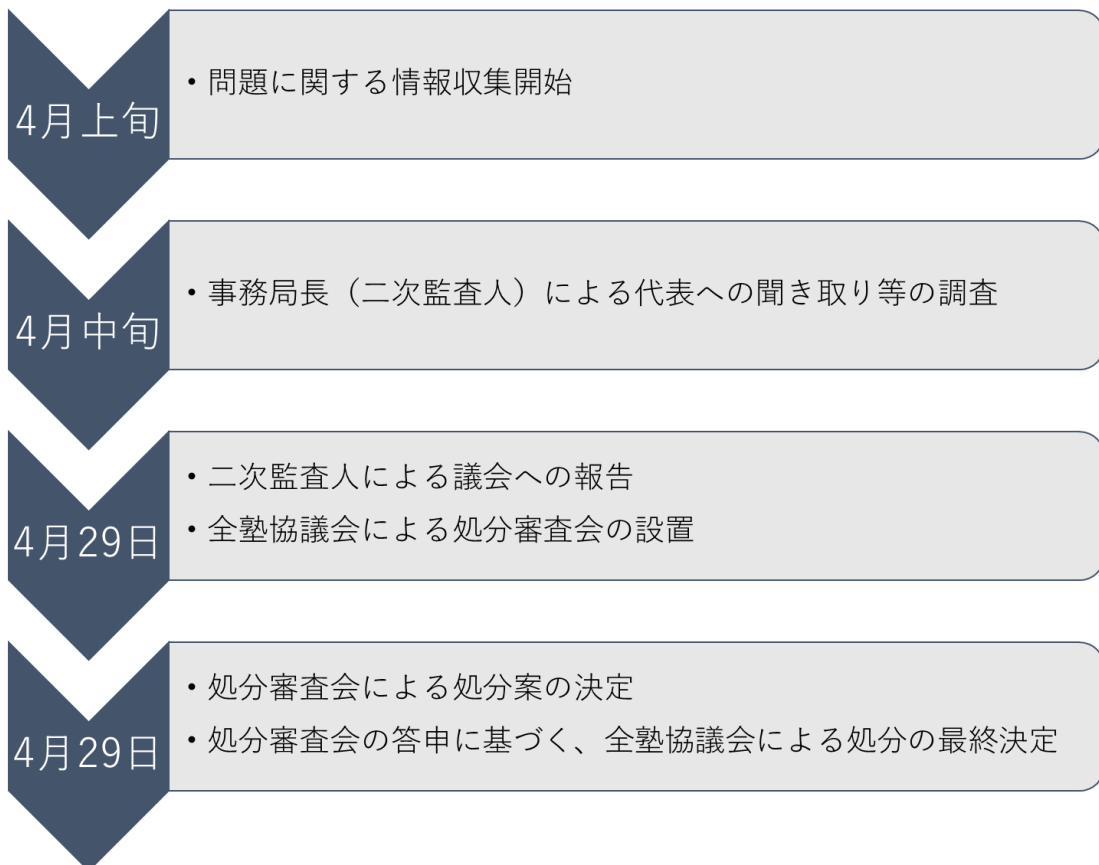 4月上旬
・問題に関する情報収集開始
4月中旬
・事務局長（二次監査人）による代表への聞き取り等の調査
4月29日
・二次監査人による議会への報告
・全塾協議会による処分審査会の設置
4月29日
・処分審査会による処分案の決定
・処分審査会の答申に基づく、全塾協議会による処分の最終決定